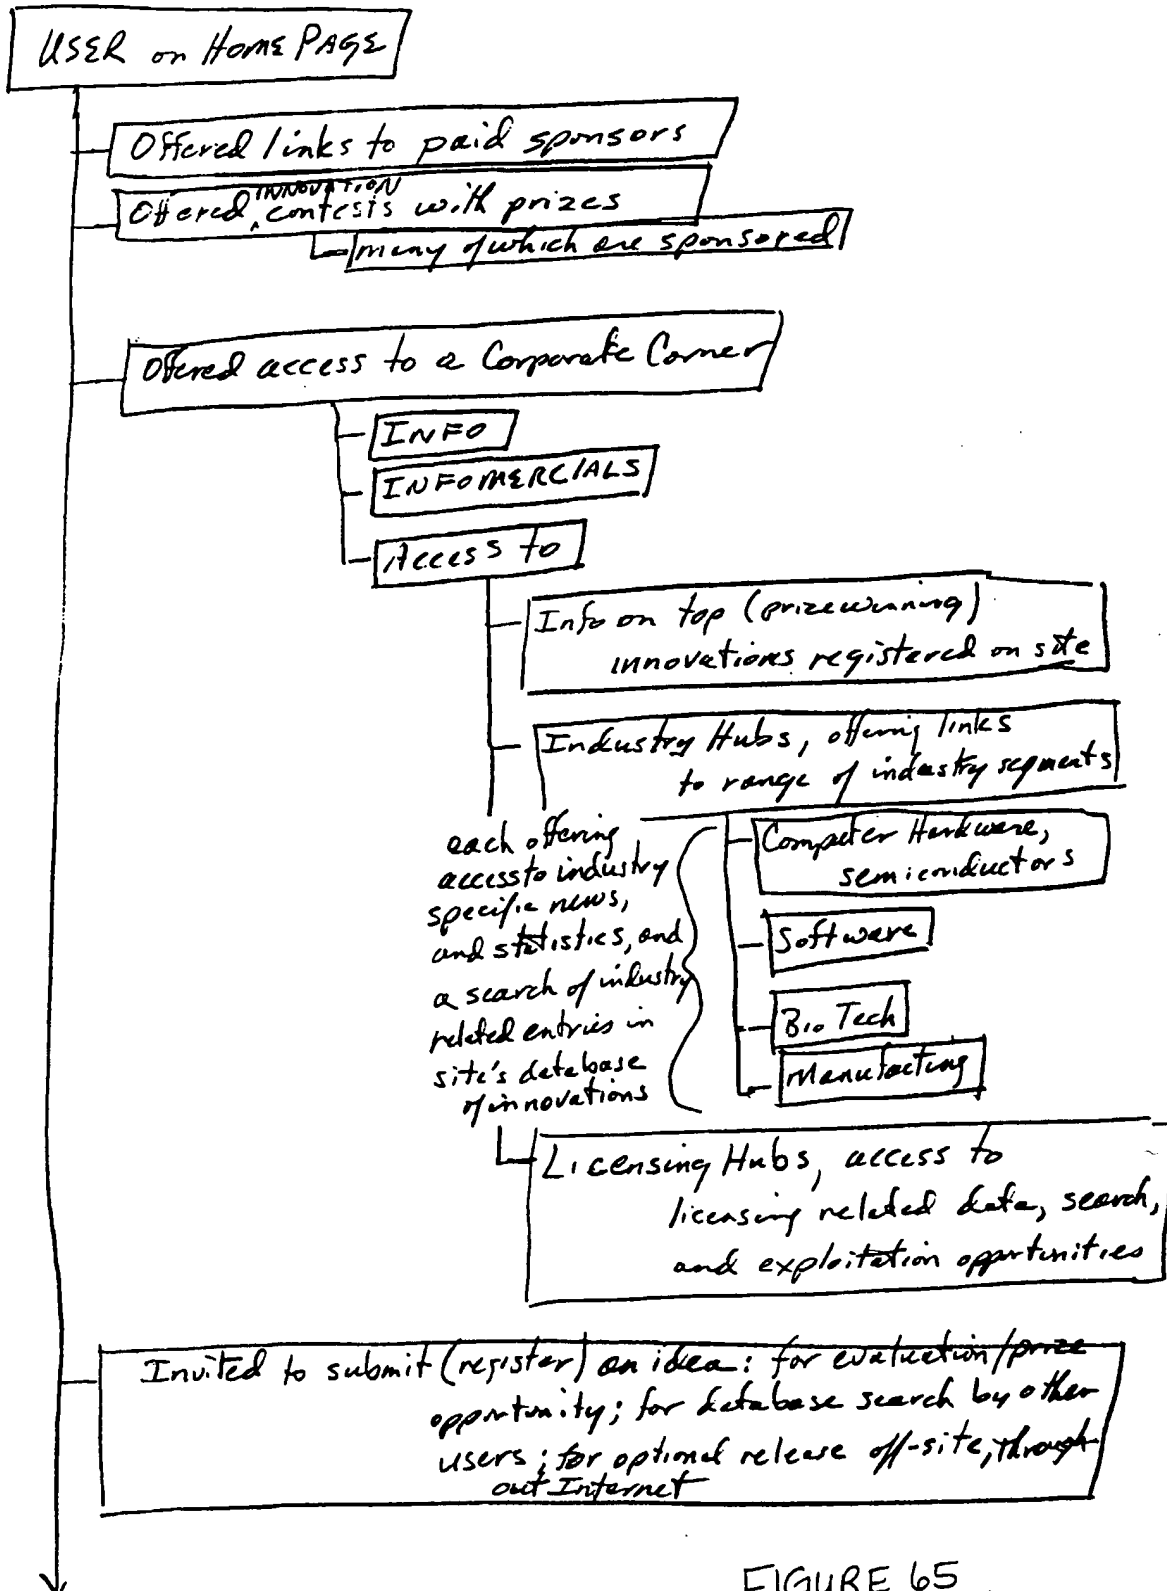 USER on HOME PAGE
Offered links to paid sponsors
INNOVATION
Offered ‸ contests with prizes
many of which are sponsored
Offered access to a Corporate Corner
INFO
INFOMERCIALS
Access to
Info on top (prizewinning)
innovations registered on site
Industry Hubs, offering links
to range of industry segments
each offering
access to industry
specific news,
and statistics, and
a search of industry
related entries in
site's database
of innovations
Computer Hardware,
semiconductors
Software
Bio Tech
Manufacting
Licensing Hubs, access to
licensing related data, search,
and exploitation opportunities
Invited to submit (register) an idea: for evaluation/prize
opportunity; for database search by other
users; for optional release off-site, through-
out Internet
FIGURE 65